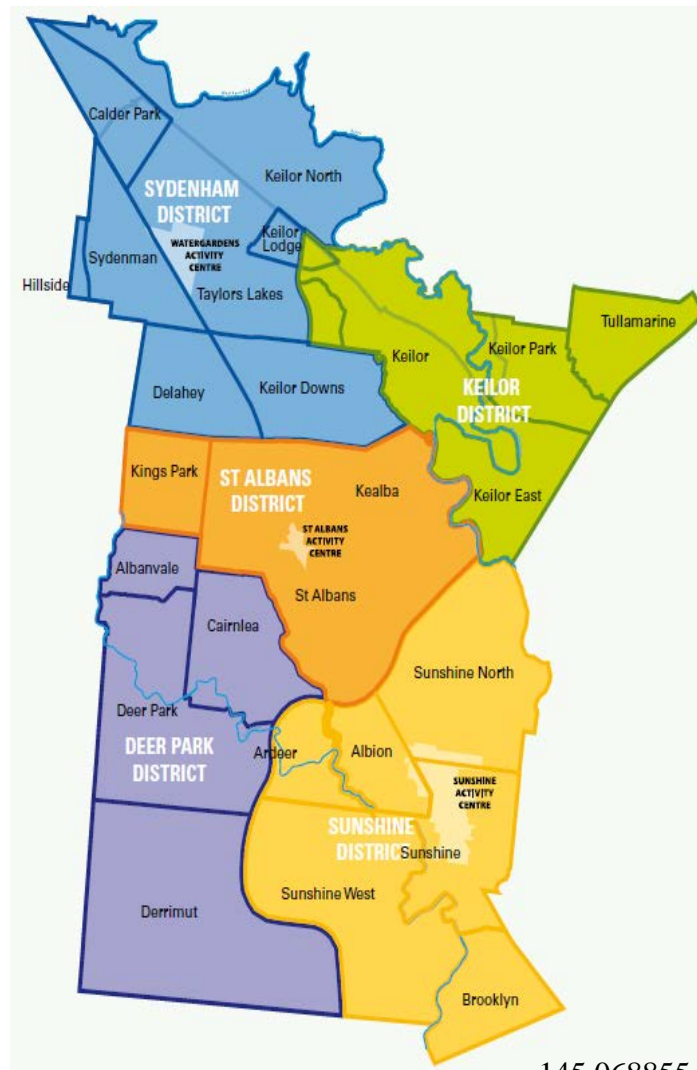 Calder Park
Keilor North
SYDENHAM
DISTRICT
Keilor
Lodge
WATERGARDENS
ACTIVITY
CENTRE
Sydenman
Hillside
Taylors Lakes
Tullamarine
Keilor Park
Keilor
KEILOR
DISTRICT
Delahey
Keilor Downs
Kings Park
ST ALBANS
DISTRICT
Kealba
Keilor East
ST ALBANS
ACTIVITY
CENTRE
Albanvale
St Albans
Cairnlea
Sunshine North
Deer Park
DEER PARK
DISTRICT
Ardeer
Albion
SUNSHINE
ACTIVITY
CENTRE
SUNSHINE
DISTRICT
Sunshine
Sunshine West
Derrimut
Brooklyn